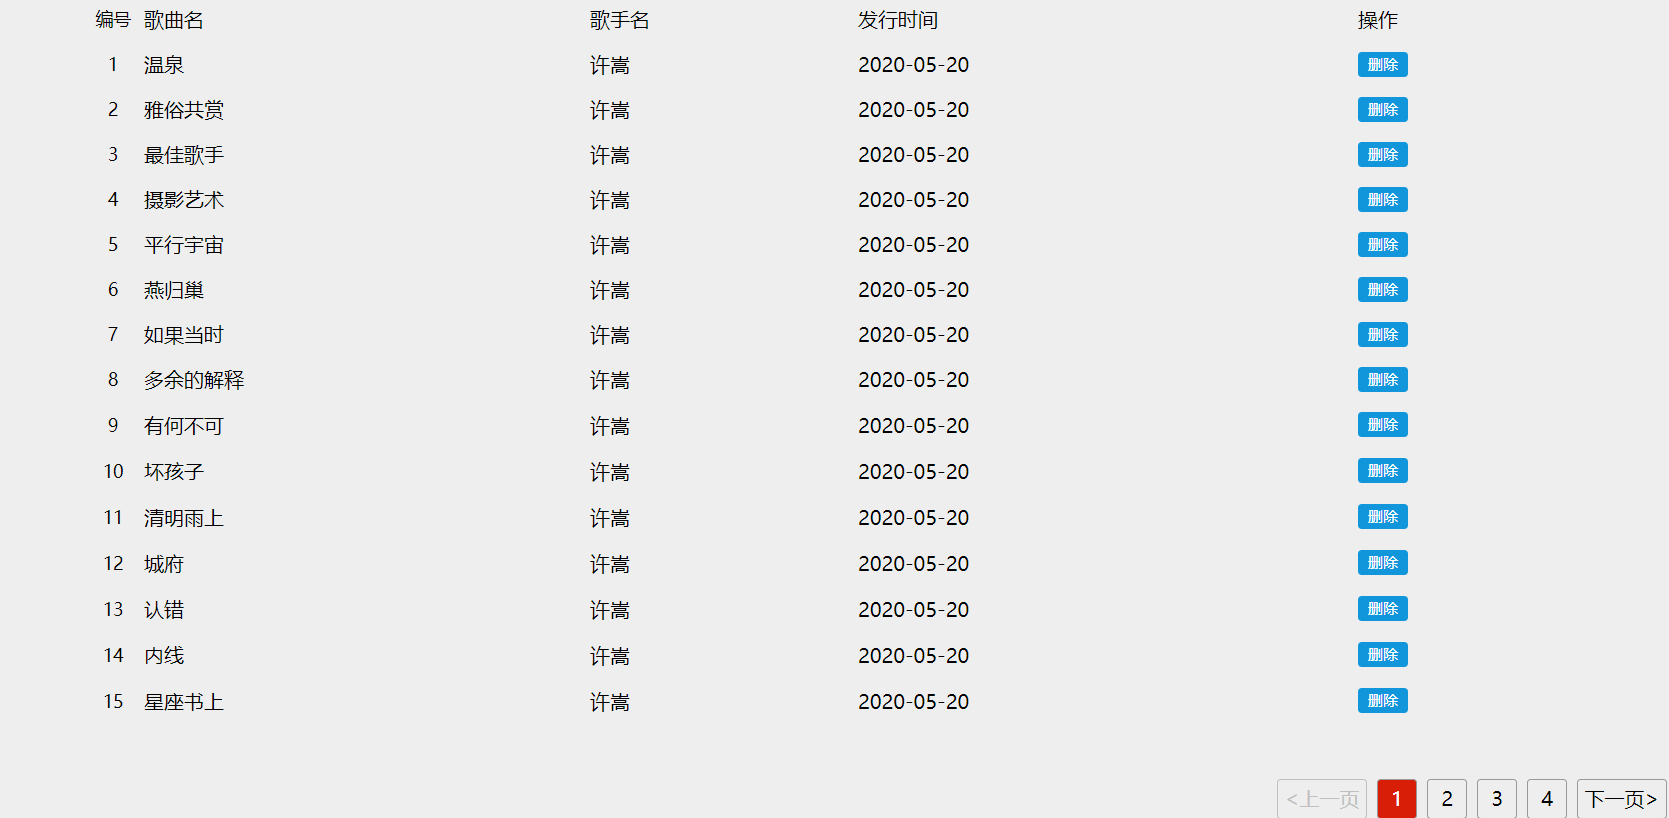 编号 歌曲名 歌手名 发行时间 操作
1 温泉 许嵩 2020-05-20 删除
2 雅俗共赏 许嵩 2020-05-20 删除
3 最佳歌手 许嵩 2020-05-20 删除
4 摄影艺术 许嵩 2020-05-20 删除
5 平行宇宙 许嵩 2020-05-20 删除
6 燕归巢 许嵩 2020-05-20 删除
7 如果当时 许嵩 2020-05-20 删除
8 多余的解释 许嵩 2020-05-20 删除
9 有何不可 许嵩 2020-05-20 删除
10 坏孩子 许嵩 2020-05-20 删除
11 清明雨上 许嵩 2020-05-20 删除
12 城府 许嵩 2020-05-20 删除
13 认错 许嵩 2020-05-20 删除
14 内线 许嵩 2020-05-20 删除
15 星座书上 许嵩 2020-05-20 删除
<上一页 1 2 3 4 下一页>